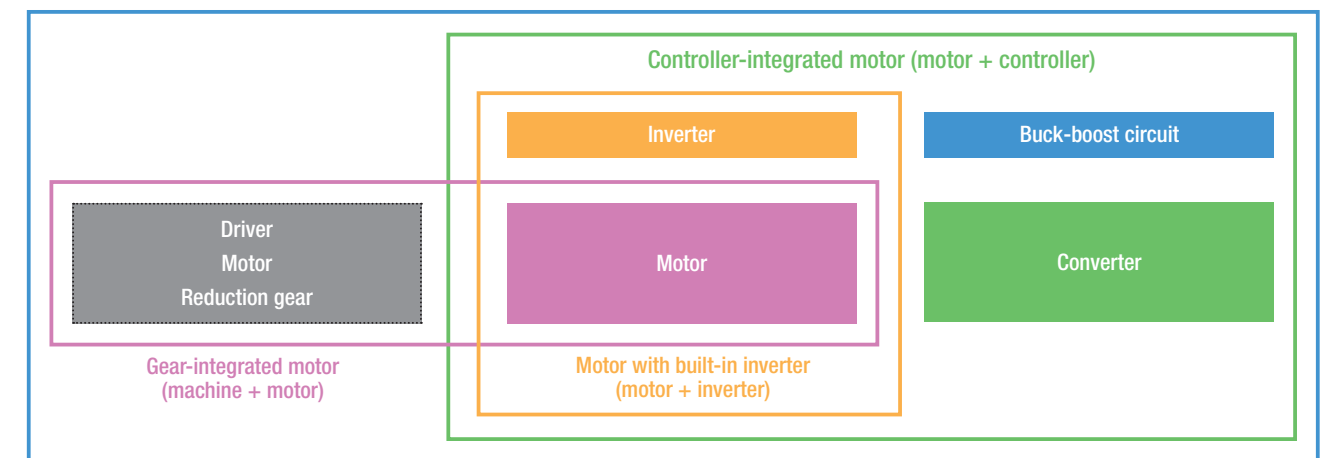 Controller-integrated motor (motor + controller)
Inverter
Buck-boost circuit
Driver
Motor
Reduction gear
Motor
Converter
Gear-integrated motor
(machine + motor)
Motor with built-in inverter
(motor + inverter)